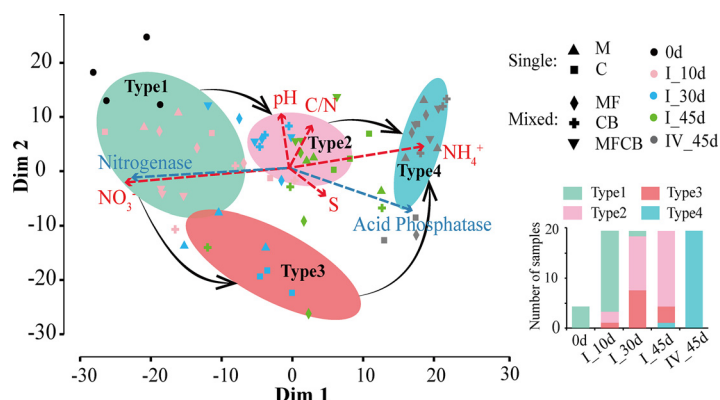 20
10
0
-10
-20
-30
Dim 2
-30
-20
-10
0
10
20
30
Dim 1
Type1
pH
C/N
Type2
Nitrogenase
NO3-
NH4+
S
Type4
Acid Phosphatase
Type3
Single:
M
C
Mixed:
MF
CB
MFCB
0d
I_10d
I_30d
I_45d
IV_45d
Type1
Type3
Type2
Type4
Number of samples
20
10
0
0d
I_10d
I_30d
I_45d
IV_45d